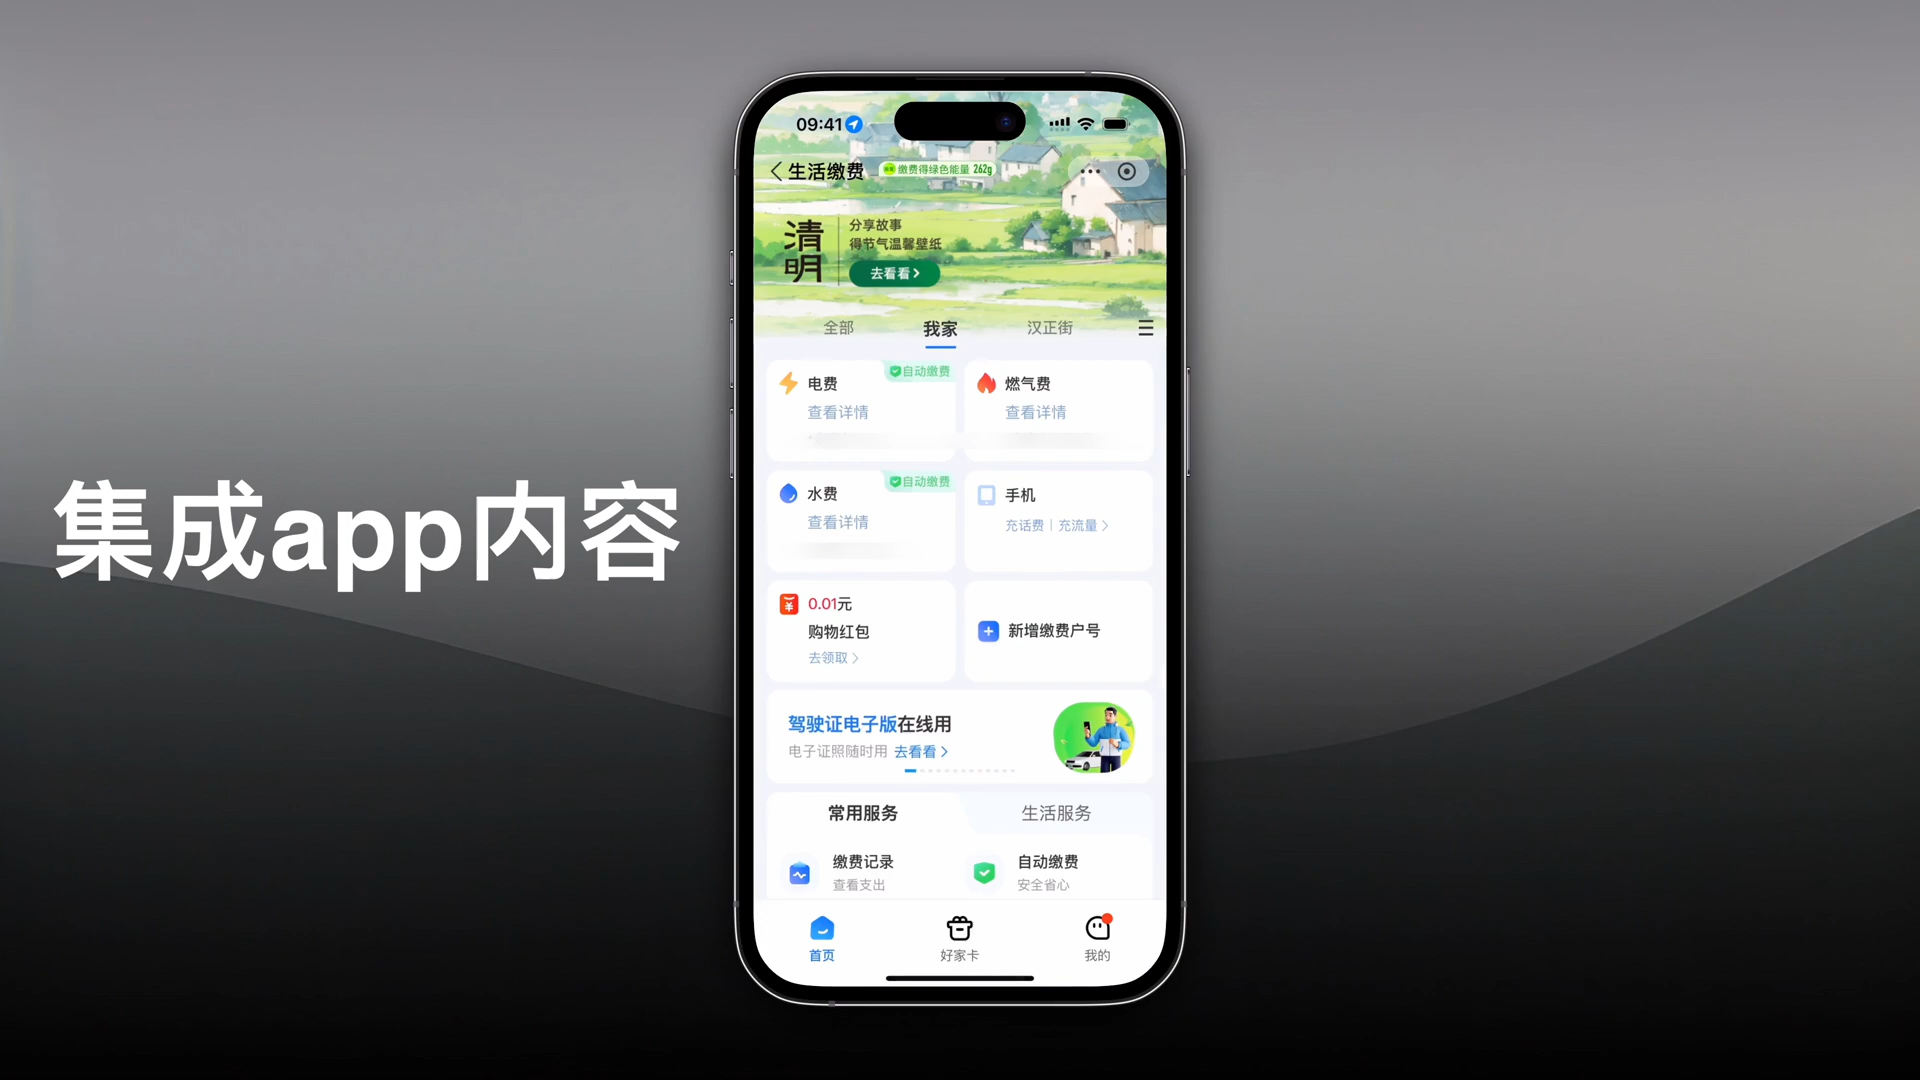 集成app内容
09:41
生活缴费
缴费得绿色能量 262g
清明
分享故事
得节气温馨壁纸
去看看
全部
我家
汉正街
电费
自动缴费
查看详情
燃气费
查看详情
水费
自动缴费
查看详情
手机
充话费 | 充流量
0.01元
购物红包
去领取
新增缴费户号
驾驶证电子版在线用
电子证照随时用 去看看
常用服务
生活服务
缴费记录
查看支出
自动缴费
安全省心
首页
好家卡
我的